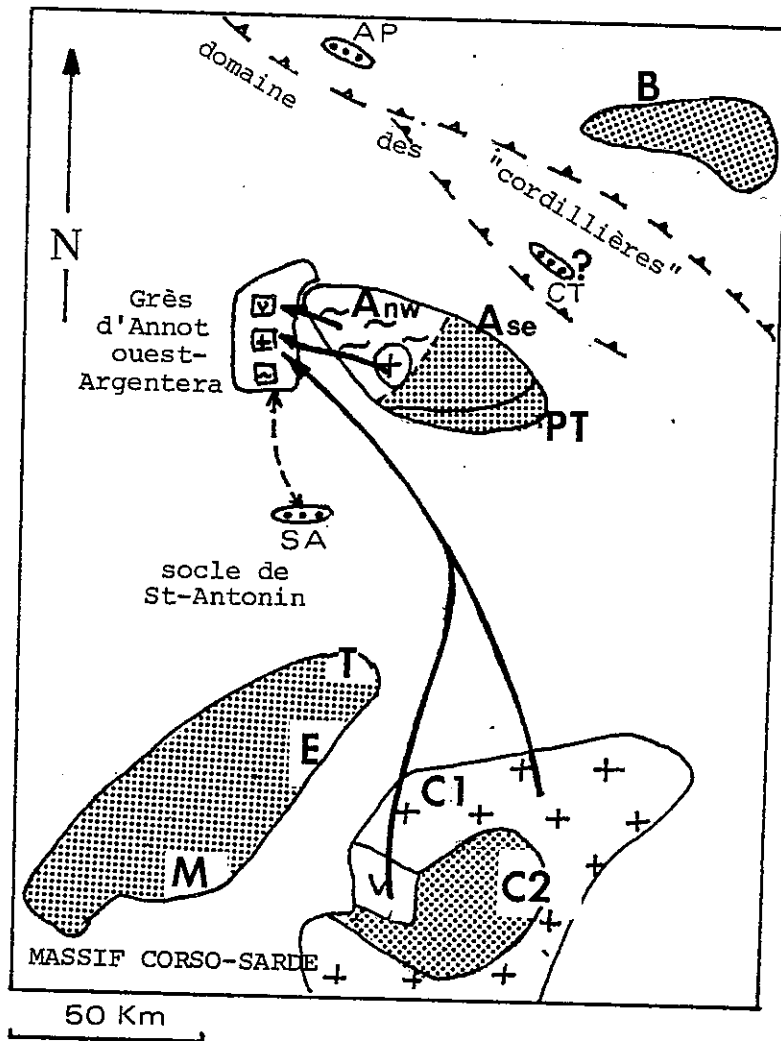 AP
domaine
des
"cordillières"
B
N
?
CT
Grès
d'Annot
ouest-
Argentera
v
+
~
Anw
Ase
PT
SA
socle de
St-Antonin
T
E
M
C1
C2
v
MASSIF CORSO-SARDE
50 Km